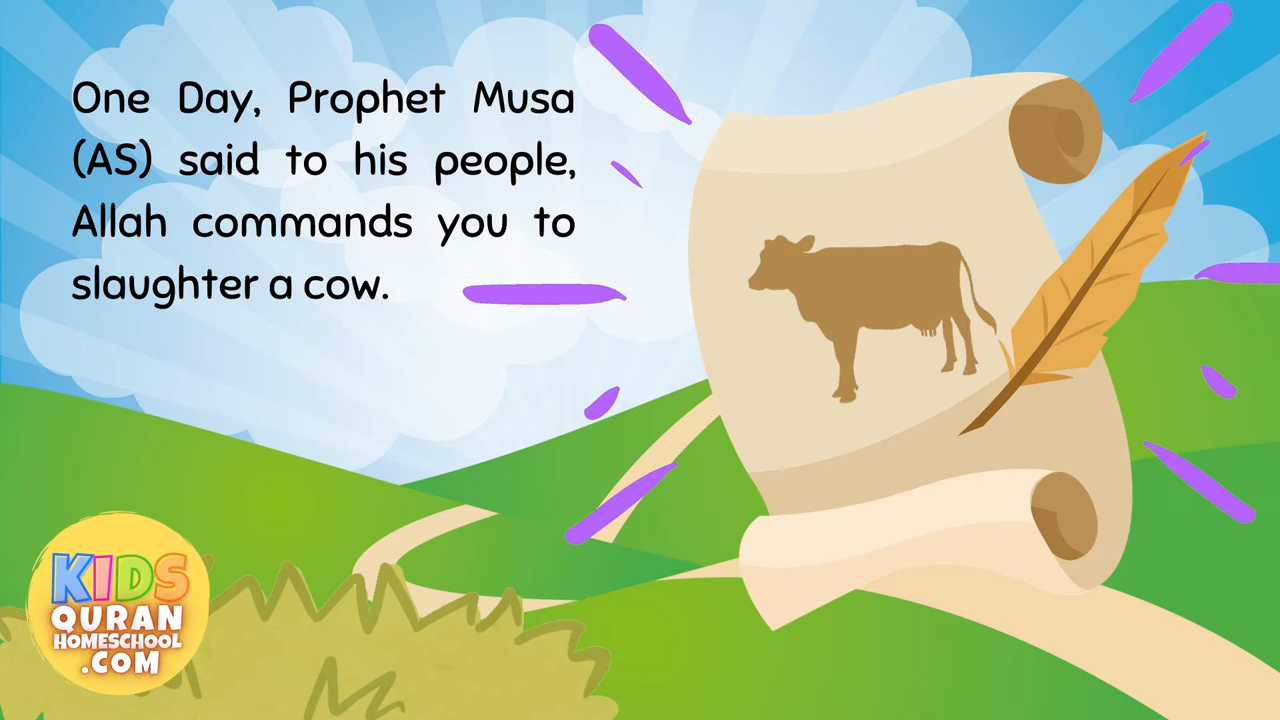 One Day, Prophet Musa
(AS) said to his people,
Allah commands you to
slaughter a cow.
KIDS
QURAN
HOMESCHOOL
.COM